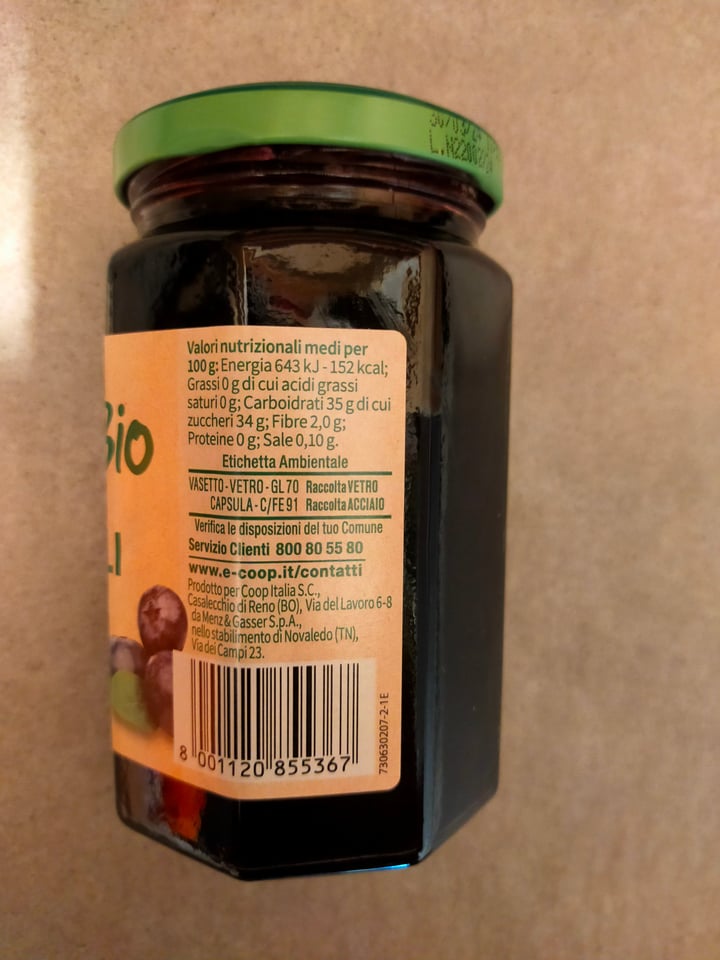 30/03/24
L.N2200
Bio
LI
Valori nutrizionali medi per
100 g: Energia 643 kJ - 152 kcal;
Grassi 0 g di cui acidi grassi
saturi 0 g; Carboidrati 35 g di cui
zuccheri 34 g; Fibre 2,0 g;
Proteine 0 g; Sale 0,10 g.
Etichetta Ambientale
VASETTO - VETRO - GL 70 Raccolta VETRO
CAPSULA - C/FE 91 Raccolta ACCIAIO
Verifica le disposizioni del tuo Comune
Servizio Clienti 800 80 55 80
www.e-coop.it/contatti
Prodotto per Coop Italia S.C.,
Casalecchio di Reno (BO), Via del Lavoro 6-8
da Menz & Gasser S.p.A.,
nello stabilimento di Novaledo (TN),
Via dei Campi 23.
8 001120 855367
730630207-2-1E